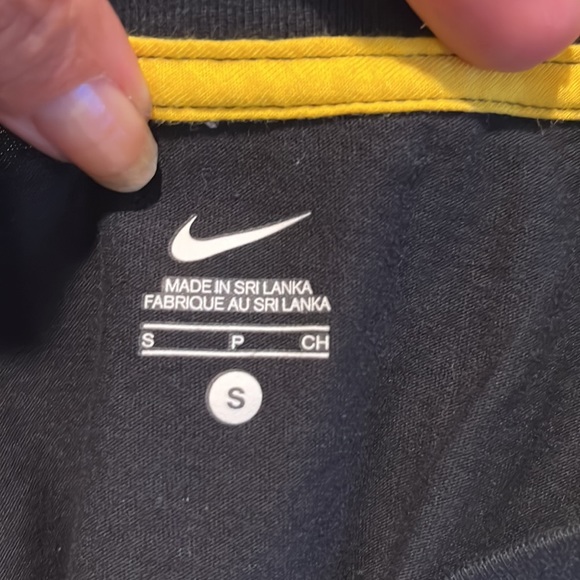 MADE IN SRI LANKA
FABRIQUE AU SRI LANKA
S P CH
S